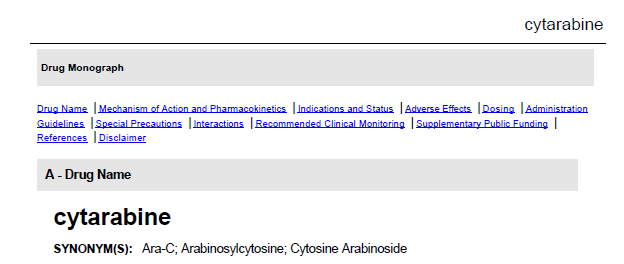 cytarabine
Drug Monograph
Drug Name | Mechanism of Action and Pharmacokinetics | Indications and Status | Adverse Effects | Dosing | Administration
Guidelines | Special Precautions | Interactions | Recommended Clinical Monitoring | Supplementary Public Funding |
References | Disclaimer
A - Drug Name
cytarabine
SYNONYM(S): Ara-C; Arabinosylcytosine; Cytosine Arabinoside